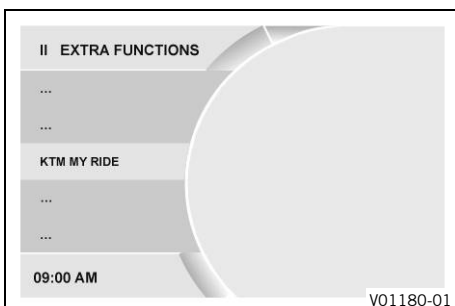 II EXTRA FUNCTIONS
...
...
KTM MY RIDE
...
...
09:00 AM
V01180-01